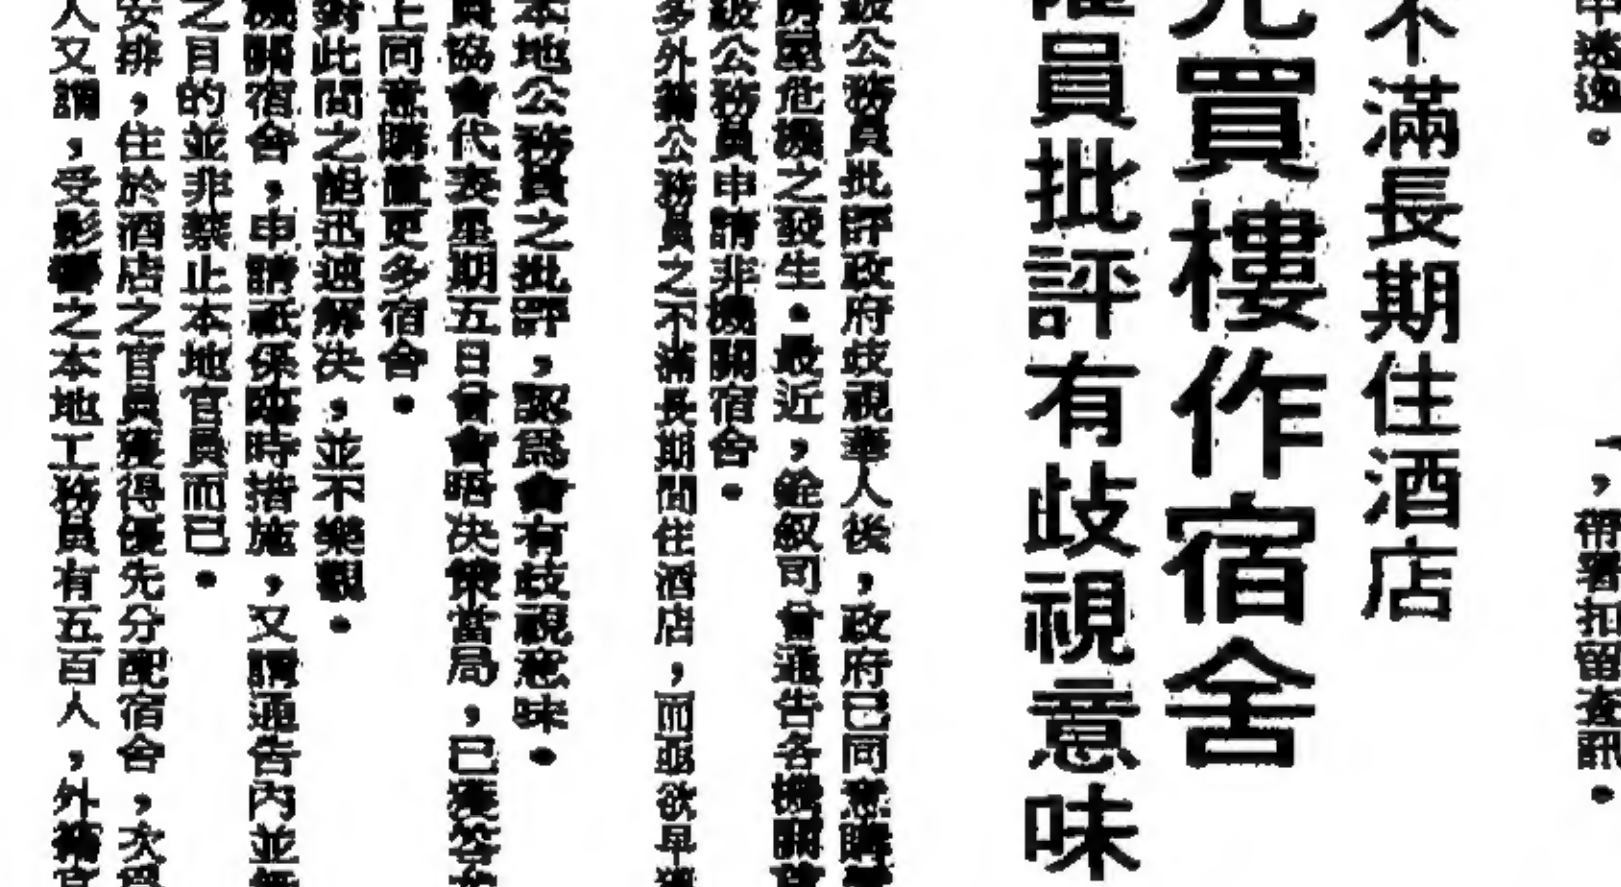 帶署扣留查訊。
不滿長期住酒店
買樓作宿舍
員批評有歧視意味
級公務員批評政府歧視華人後，政府已同意購
房屋危機之發生。最近，銓敘司曾通告各機關
級公務員申請非機關宿舍。
多外籍公務員之不滿長期間住酒店，而亟欲早獲
本地公務員之批評，認爲會有歧視意味。
員協會代表星期五日曾會晤決策當局，已獲答
上同意購置更多宿舍。
對此問之能迅速解決，並不樂觀。
機關宿舍，申請祇係臨時措施，又謂通告內並無
之目的並非禁止本地官員而已。
安排，住於酒店之官員獲得優先分配宿舍，次爲
人又謂，受影響之本地工務員有五百人，外籍官